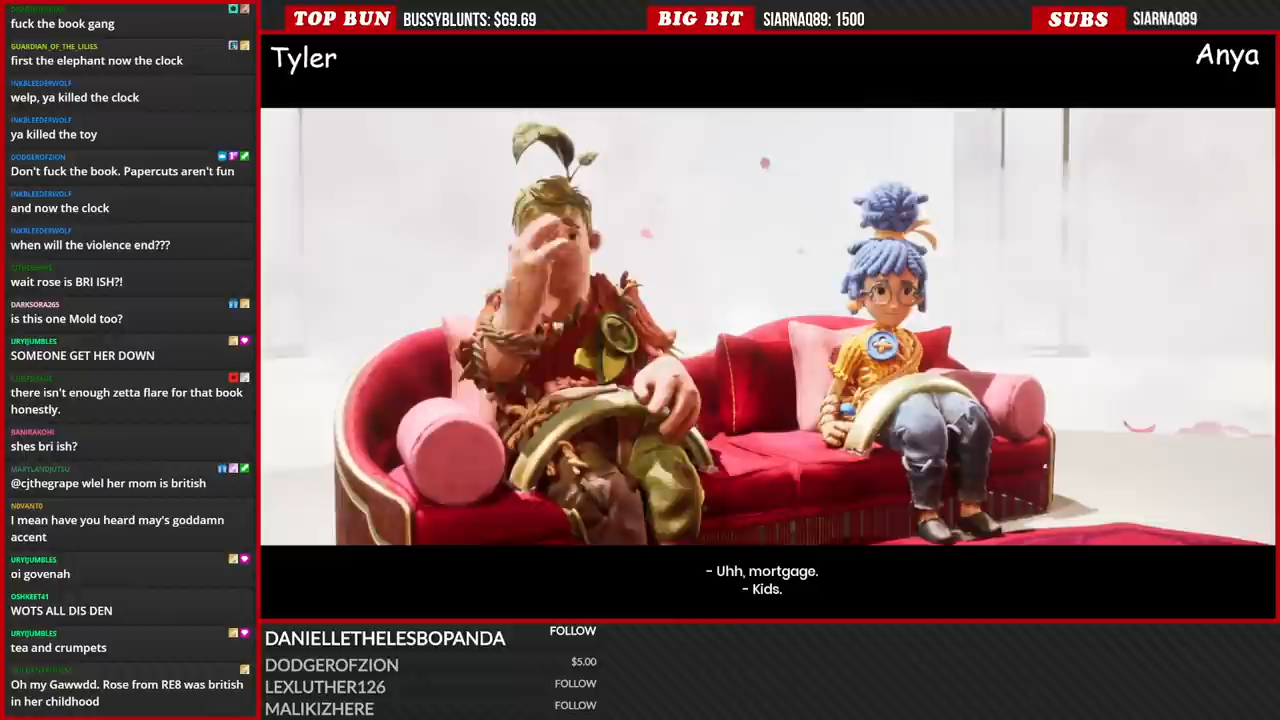 fuck the book gang
GUARDIAN_OF_THE_LILIES
first the elephant now the clock
INKBLEEDERWOLF
welp, ya killed the clock
INKBLEEDERWOLF
ya killed the toy
DODGEROFZION
Don't fuck the book. Papercuts aren't fun
INKBLEEDERWOLF
and now the clock
INKBLEEDERWOLF
when will the violence end???
CJTHEGRAPE
wait rose is BRI ISH?!
DARKSORA265
is this one Mold too?
URYIJUMBLES
SOMEONE GET HER DOWN
there isn't enough zetta flare for that book
honestly.
BANIRAKOHI
shes bri ish?
MARYLANDJUTSU
@cjthegrape wlel her mom is british
N0VANT0
I mean have you heard may's goddamn
accent
URYIJUMBLES
oi govenah
OSHKEET41
WOTS ALL DIS DEN
URYIJUMBLES
tea and crumpets
Oh my Gawwdd. Rose from RE8 was british
in her childhood
TOP BUN BUSSYBLUNTS: $69.69 BIG BIT SIARNAQ89: 1500 SUBS SIARNAQ89
Tyler Anya
- Uhh, mortgage.
- Kids.
DANIELLETHELESBOPANDA FOLLOW
DODGEROFZION $5.00
LEXLUTHER126 FOLLOW
MALIKIZHERE FOLLOW